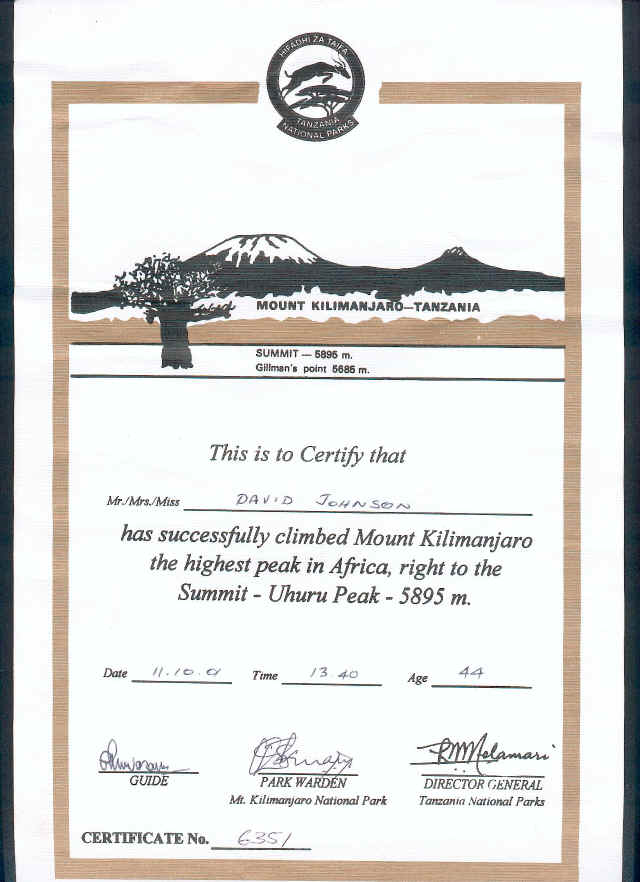 HIFADHI ZA TAIFA
TANZANIA
NATIONAL PARKS
MOUNT KILIMANJARO—TANZANIA
SUMMIT — 5895 m.
Gillman's point 5685 m.
This is to Certify that
Mr./Mrs./Miss DAVID JOHNSON
has successfully climbed Mount Kilimanjaro
the highest peak in Africa, right to the
Summit - Uhuru Peak - 5895 m.
Date 11.10.01 Time 13.40 Age 44
GUIDE PARK WARDEN DIRECTOR GENERAL
Mt. Kilimanjaro National Park Tanzania National Parks
CERTIFICATE No. 6351